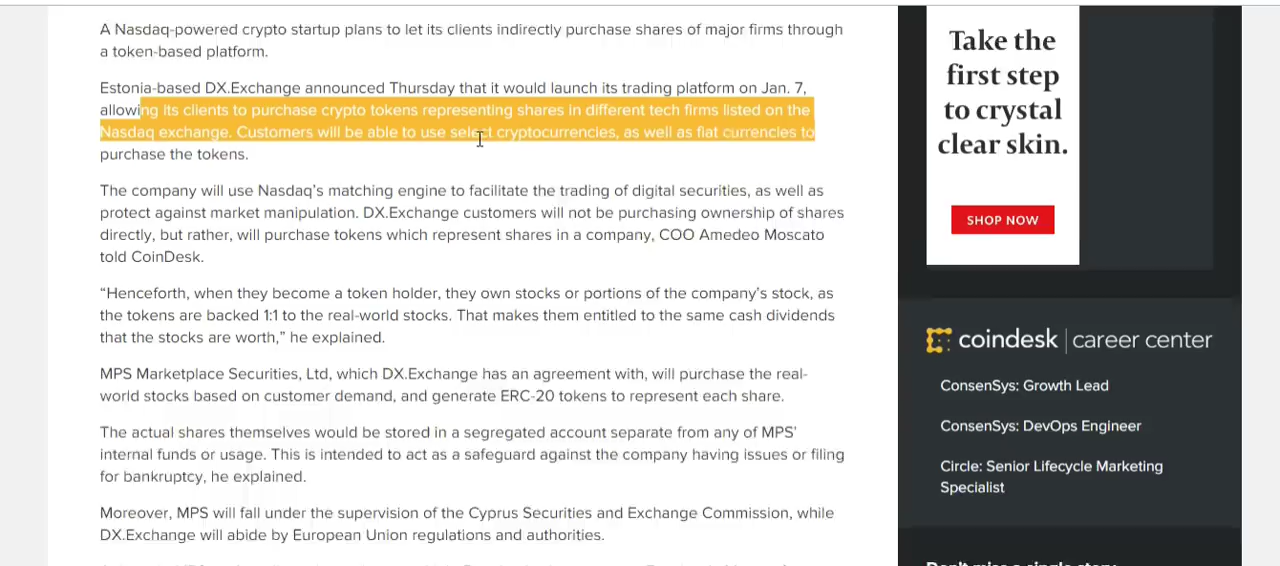 A Nasdaq-powered crypto startup plans to let its clients indirectly purchase shares of major firms through
a token-based platform.
Estonia-based DX.Exchange announced Thursday that it would launch its trading platform on Jan. 7,
allowing its clients to purchase crypto tokens representing shares in different tech firms listed on the
Nasdaq exchange. Customers will be able to use select cryptocurrencies, as well as fiat currencies to
purchase the tokens.
The company will use Nasdaq’s matching engine to facilitate the trading of digital securities, as well as
protect against market manipulation. DX.Exchange customers will not be purchasing ownership of shares
directly, but rather, will purchase tokens which represent shares in a company, COO Amedeo Moscato
told CoinDesk.
“Henceforth, when they become a token holder, they own stocks or portions of the company’s stock, as
the tokens are backed 1:1 to the real-world stocks. That makes them entitled to the same cash dividends
that the stocks are worth,” he explained.
MPS Marketplace Securities, Ltd, which DX.Exchange has an agreement with, will purchase the real-
world stocks based on customer demand, and generate ERC-20 tokens to represent each share.
The actual shares themselves would be stored in a segregated account separate from any of MPS’
internal funds or usage. This is intended to act as a safeguard against the company having issues or filing
for bankruptcy, he explained.
Moreover, MPS will fall under the supervision of the Cyprus Securities and Exchange Commission, while
DX.Exchange will abide by European Union regulations and authorities.
Take the
first step
to crystal
clear skin.
SHOP NOW
coindesk | career center
ConsenSys: Growth Lead
ConsenSys: DevOps Engineer
Circle: Senior Lifecycle Marketing
Specialist